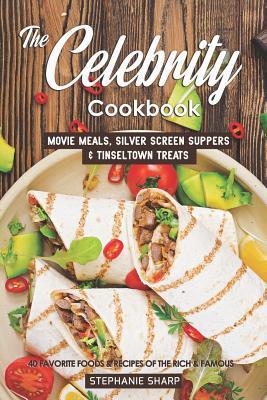 The
Celebrity
Cookbook
MOVIE MEALS, SILVER SCREEN SUPPERS
& TINSELTOWN TREATS
40 FAVORITE FOODS & RECIPES OF THE RICH & FAMOUS
STEPHANIE SHARP